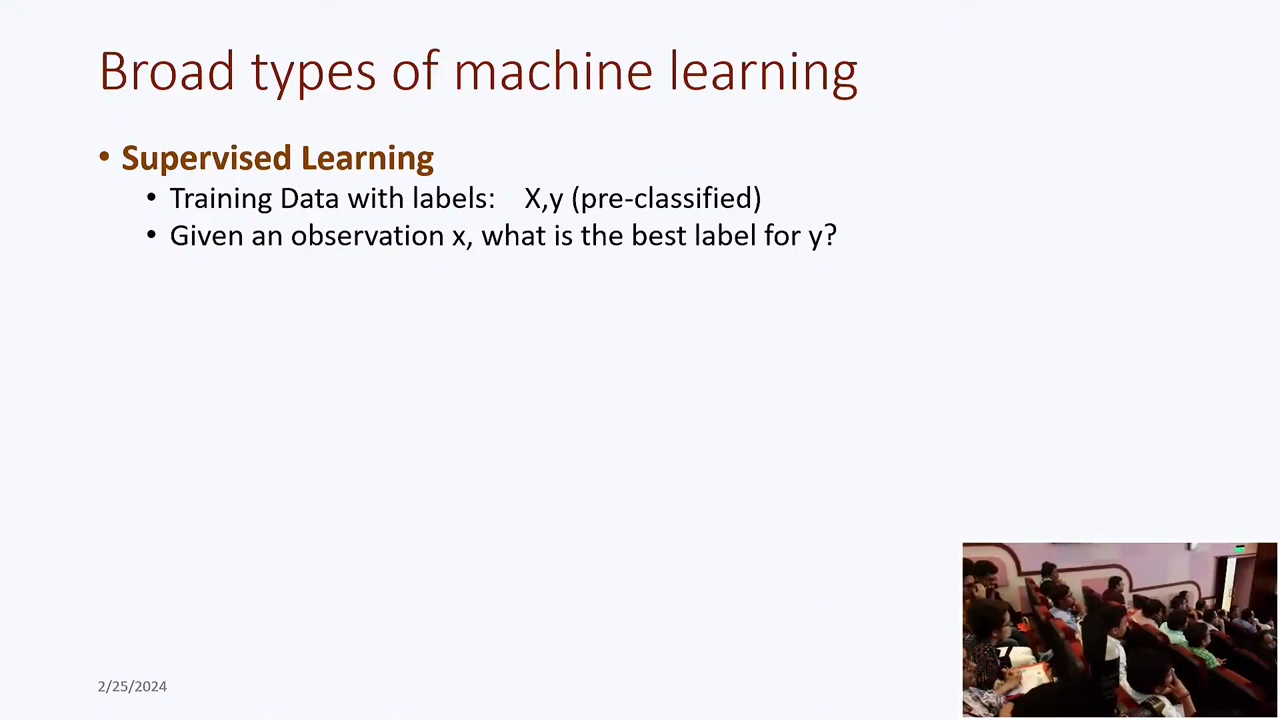 Broad types of machine learning
• Supervised Learning
• Training Data with labels: X,y (pre-classified)
• Given an observation x, what is the best label for y?
2/25/2024